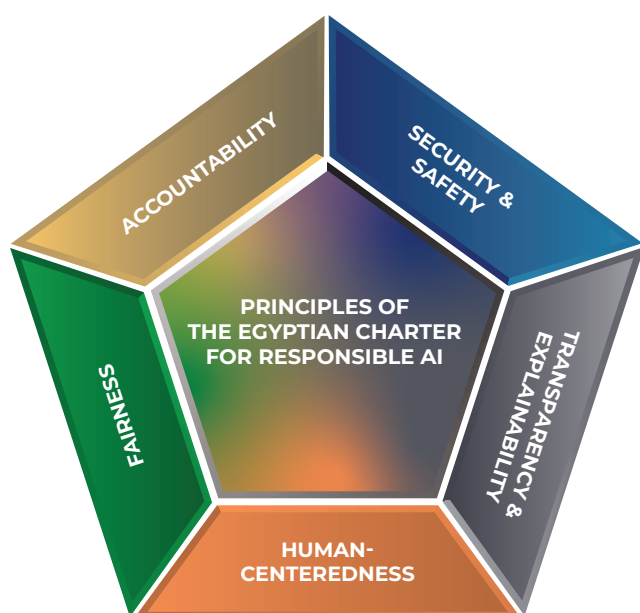 ACCOUNTABILITY
SECURITY &
SAFETY
PRINCIPLES OF
THE EGYPTIAN CHARTER
FOR RESPONSIBLE AI
FAIRNESS
TRANSPARENCY &
EXPLAINABILITY
HUMAN-
CENTEREDNESS